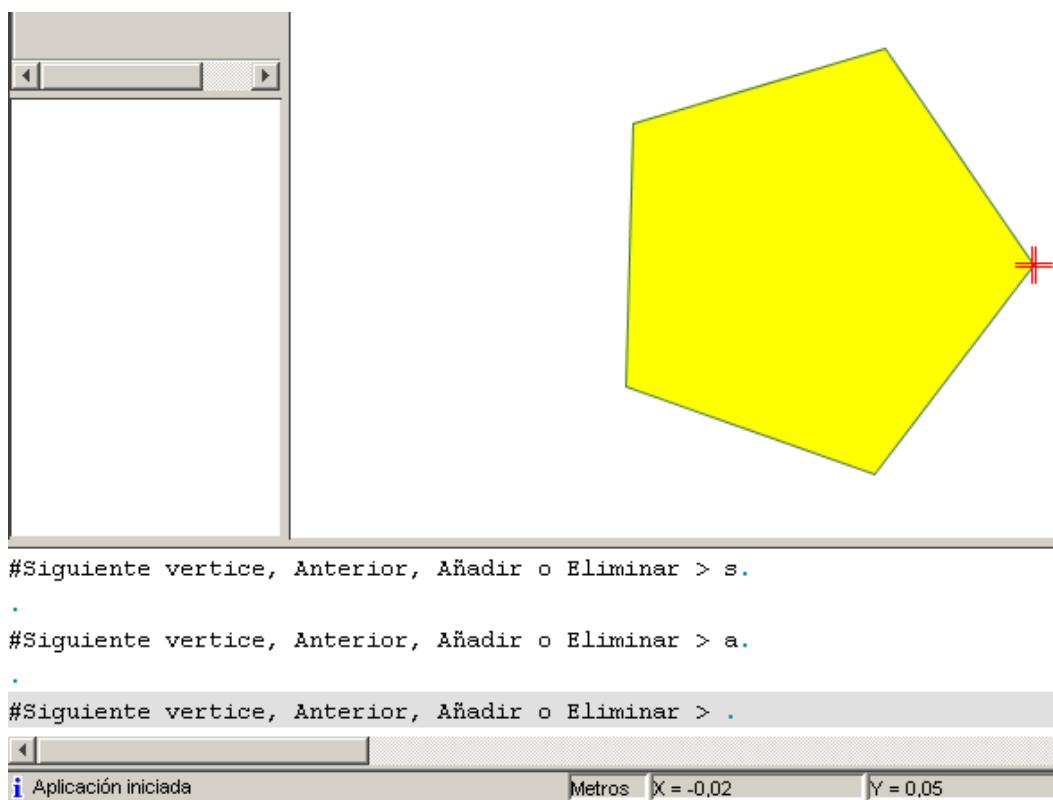 #Siguiente vertice, Anterior, Añadir o Eliminar > s.
.
#Siguiente vertice, Anterior, Añadir o Eliminar > a.
.
#Siguiente vertice, Anterior, Añadir o Eliminar > .
Aplicación iniciada Metros X = -0,02 Y = 0,05